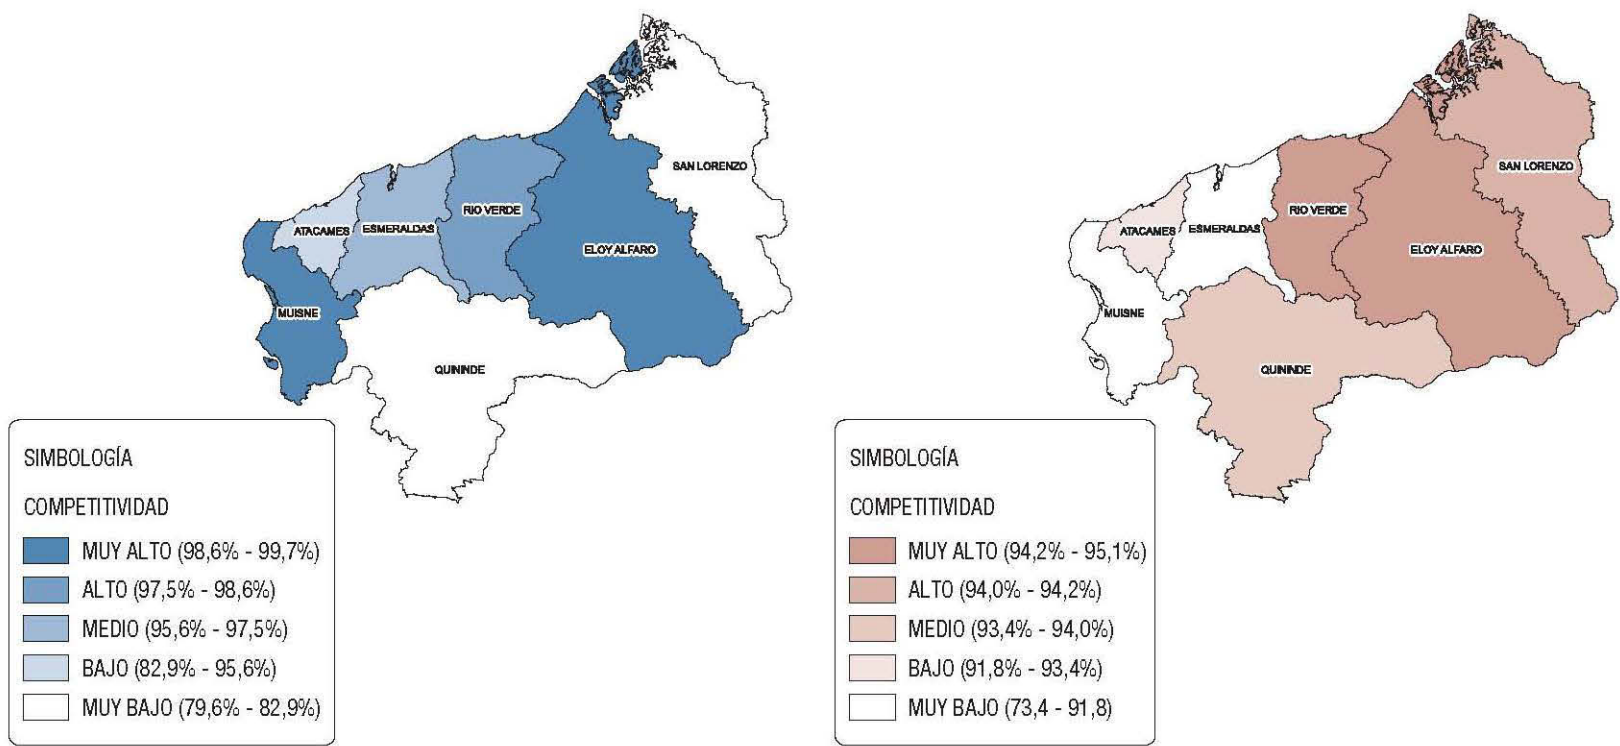 SAN LORENZO
RIO VERDE
ATACAMES
ESMERALDAS
ELOY ALFARO
MUISNE
QUININDE
SIMBOLOGÍA
COMPETITIVIDAD
MUY ALTO (98,6% - 99,7%)
ALTO (97,5% - 98,6%)
MEDIO (95,6% - 97,5%)
BAJO (82,9% - 95,6%)
MUY BAJO (79,6% - 82,9%)
SAN LORENZO
RIO VERDE
ATACAMES
ESMERALDAS
ELOY ALFARO
MUISNE
QUININDE
SIMBOLOGÍA
COMPETITIVIDAD
MUY ALTO (94,2% - 95,1%)
ALTO (94,0% - 94,2%)
MEDIO (93,4% - 94,0%)
BAJO (91,8% - 93,4%)
MUY BAJO (73,4 - 91,8)